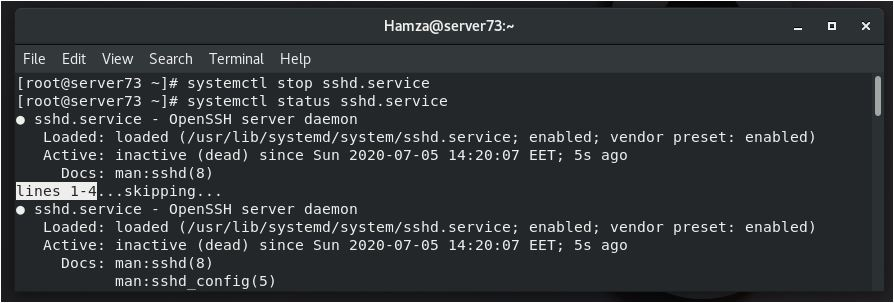 Hamza@server73:~
File Edit View Search Terminal Help
[root@server73 ~]# systemctl stop sshd.service
[root@server73 ~]# systemctl status sshd.service
● sshd.service - OpenSSH server daemon
   Loaded: loaded (/usr/lib/systemd/system/sshd.service; enabled; vendor preset: enabled)
   Active: inactive (dead) since Sun 2020-07-05 14:20:07 EET; 5s ago
     Docs: man:sshd(8)
lines 1-4...skipping...
● sshd.service - OpenSSH server daemon
   Loaded: loaded (/usr/lib/systemd/system/sshd.service; enabled; vendor preset: enabled)
   Active: inactive (dead) since Sun 2020-07-05 14:20:07 EET; 5s ago
     Docs: man:sshd(8)
           man:sshd_config(5)